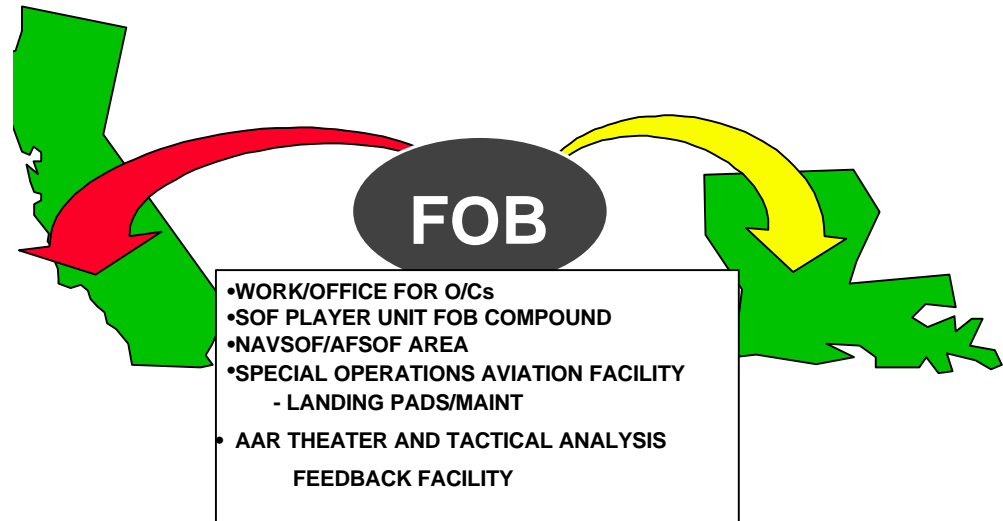 FOB
•WORK/OFFICE FOR O/Cs
•SOF PLAYER UNIT FOB COMPOUND
•NAVSOF/AFSOF AREA
•SPECIAL OPERATIONS AVIATION FACILITY
- LANDING PADS/MAINT
• AAR THEATER AND TACTICAL ANALYSIS
FEEDBACK FACILITY